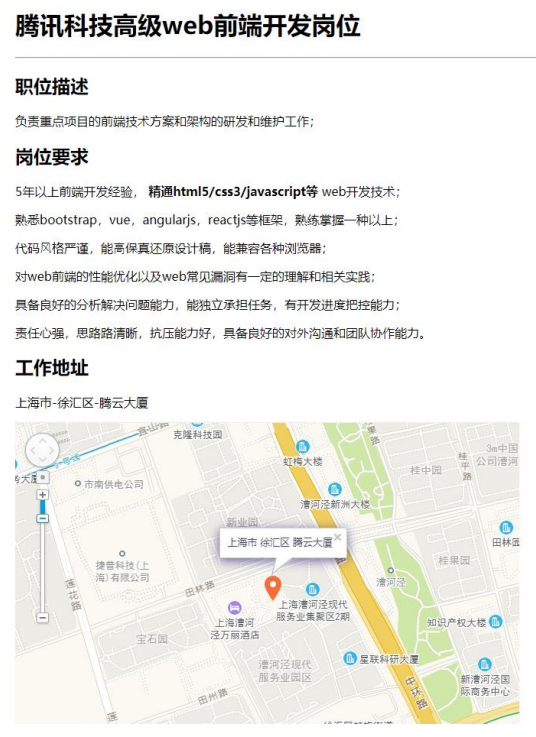 腾讯科技高级web前端开发岗位
职位描述
负责重点项目的前端技术方案和架构的研发和维护工作；
岗位要求
5年以上前端开发经验， 精通html5/css3/javascript等 web开发技术；
熟悉bootstrap，vue，angularjs，reactjs等框架，熟练掌握一种以上；
代码风格严谨，能高保真还原设计稿，能兼容各种浏览器；
对web前端的性能优化以及web常见漏洞有一定的理解和相关实践；
具备良好的分析解决问题能力，能独立承担任务，有开发进度把控能力；
责任心强，思路路清晰，抗压能力好，具备良好的对外沟通和团队协作能力。
工作地址
上海市-徐汇区-腾云大厦
宜山路
克隆科技园
号线
虹梅大楼
3m中国
公司漕河
桂平路
桂中园
市南供电公司
漕河泾新洲大楼
新业园
田林园
上海市 徐汇区 腾云大厦
捷普科技(上
海)有限公司
桂果园
漕河泾
莲花路
田林路
上海漕河泾现代
服务业集聚区2期
上海漕河
泾万丽酒店
知识产权大楼
宝石园
星联科研大厦
漕河泾现代
服务业园区
新漕河泾国
际商务中心
中环路
田州路
莲